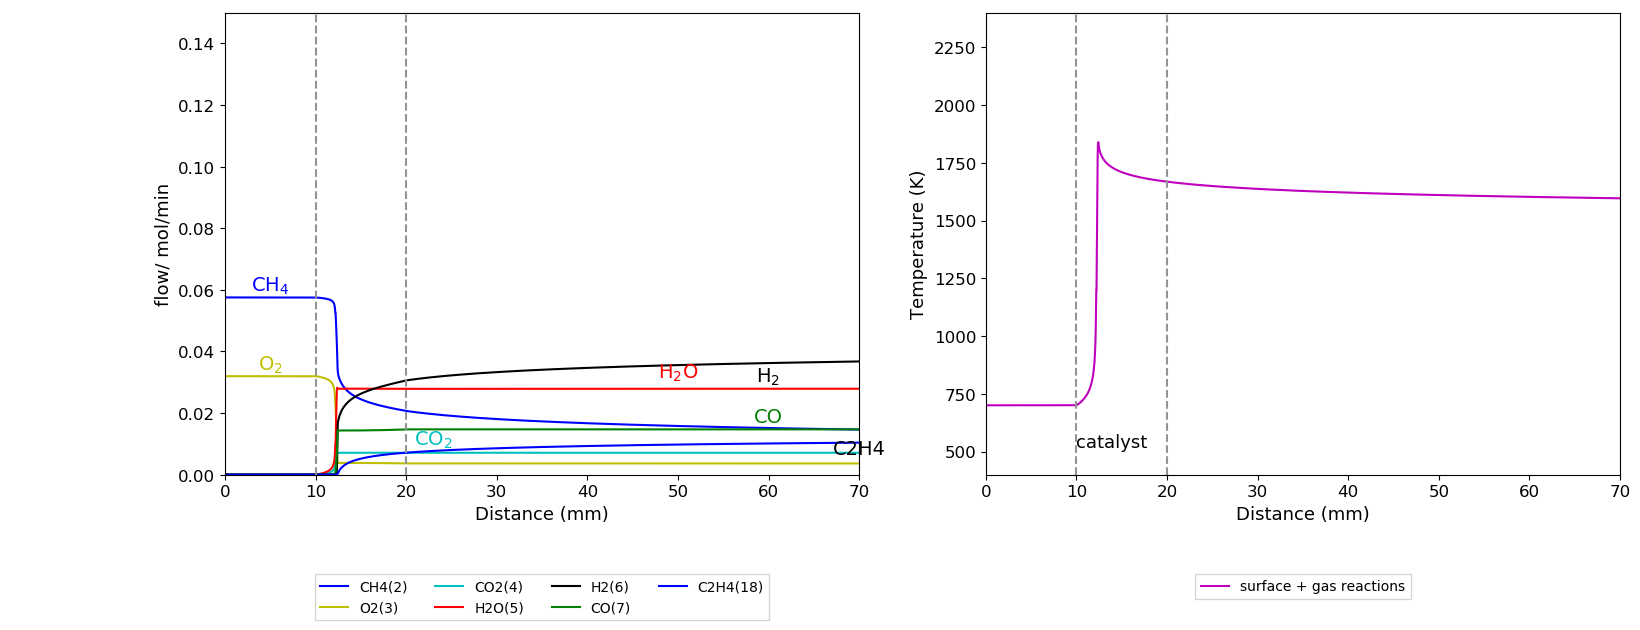 0.14
0.12
0.10
0.08
0.06
0.04
0.02
0.00
flow/ mol/min
CH₄
O₂
H₂O
H₂
CO
CO₂
C2H4
0 10 20 30 40 50 60 70
Distance (mm)
CH4(2) CO2(4) H2(6) C2H4(18)
O2(3) H2O(5) CO(7)
2250
2000
1750
1500
1250
1000
750
500
Temperature (K)
catalyst
0 10 20 30 40 50 60 70
Distance (mm)
surface + gas reactions